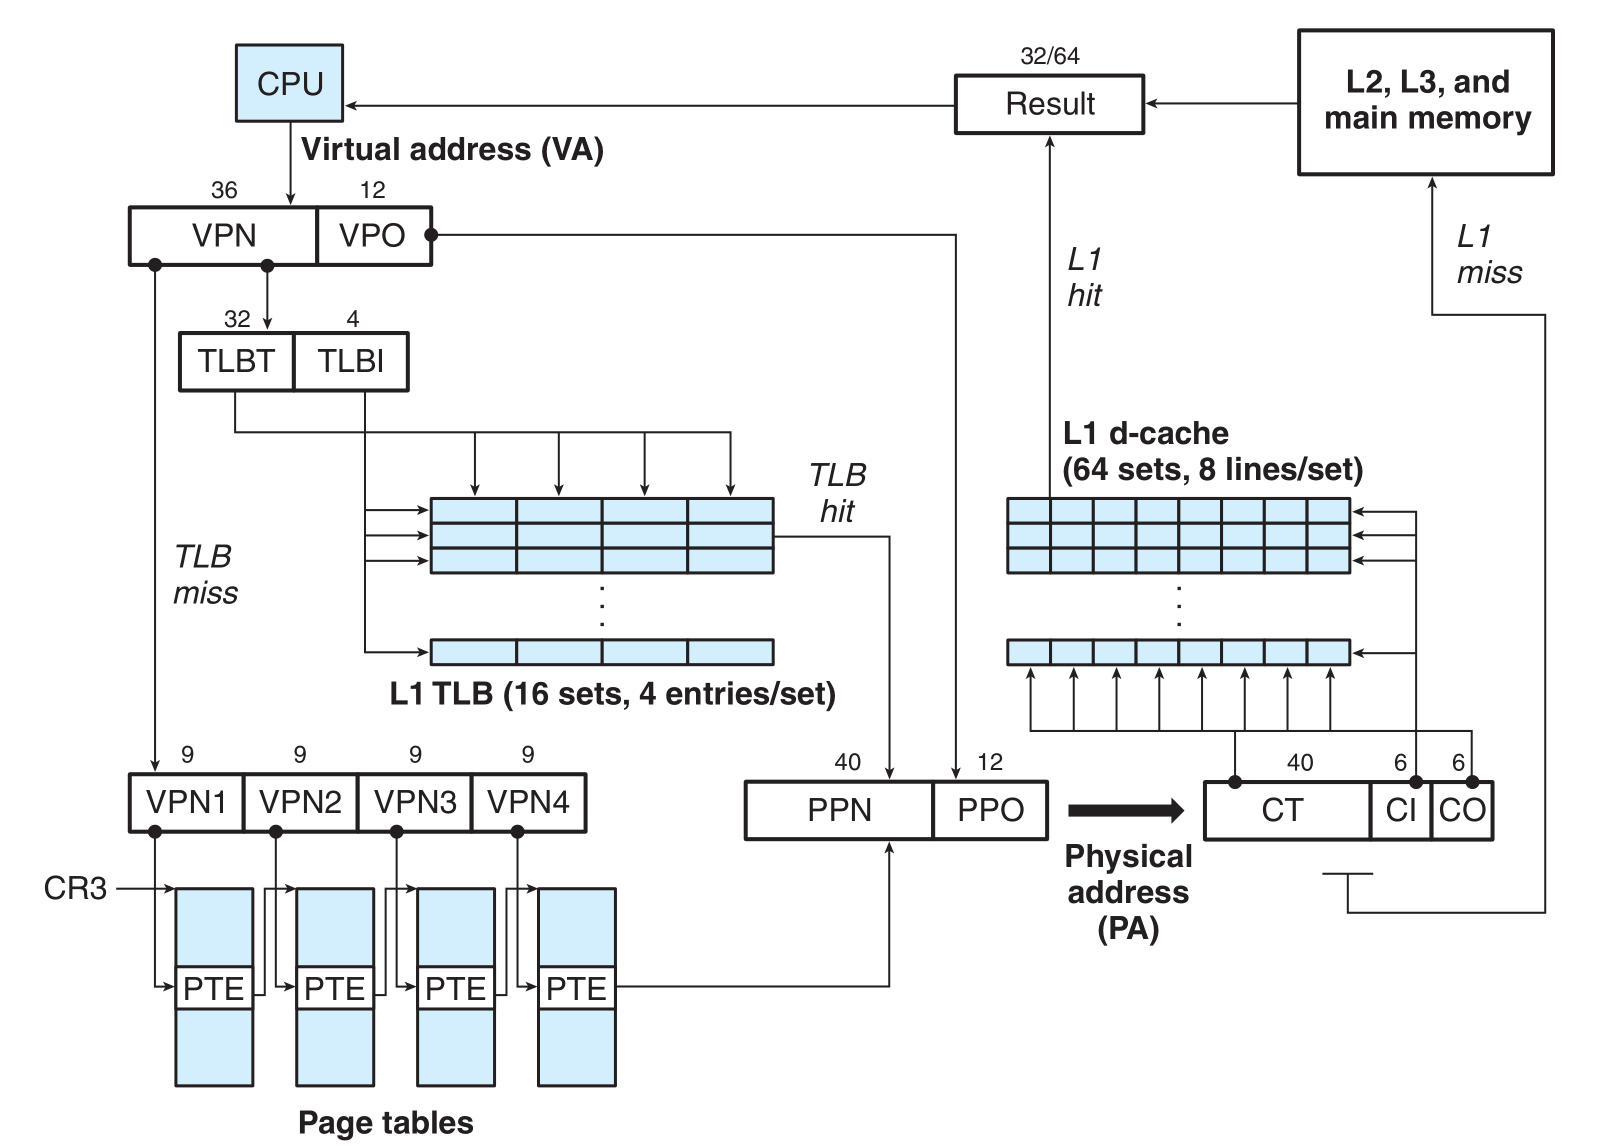 32/64
CPU
Result
L2, L3, and
main memory
Virtual address (VA)
36 12
VPN VPO
L1
hit
L1
miss
32 4
TLBT TLBI
L1 d-cache
(64 sets, 8 lines/set)
TLB
hit
TLB
miss
.
.
.
.
.
.
L1 TLB (16 sets, 4 entries/set)
9 9 9 9
VPN1 VPN2 VPN3 VPN4
40 12
PPN PPO
40 6 6
CT CI CO
Physical
address
(PA)
CR3
PTE PTE PTE PTE
Page tables